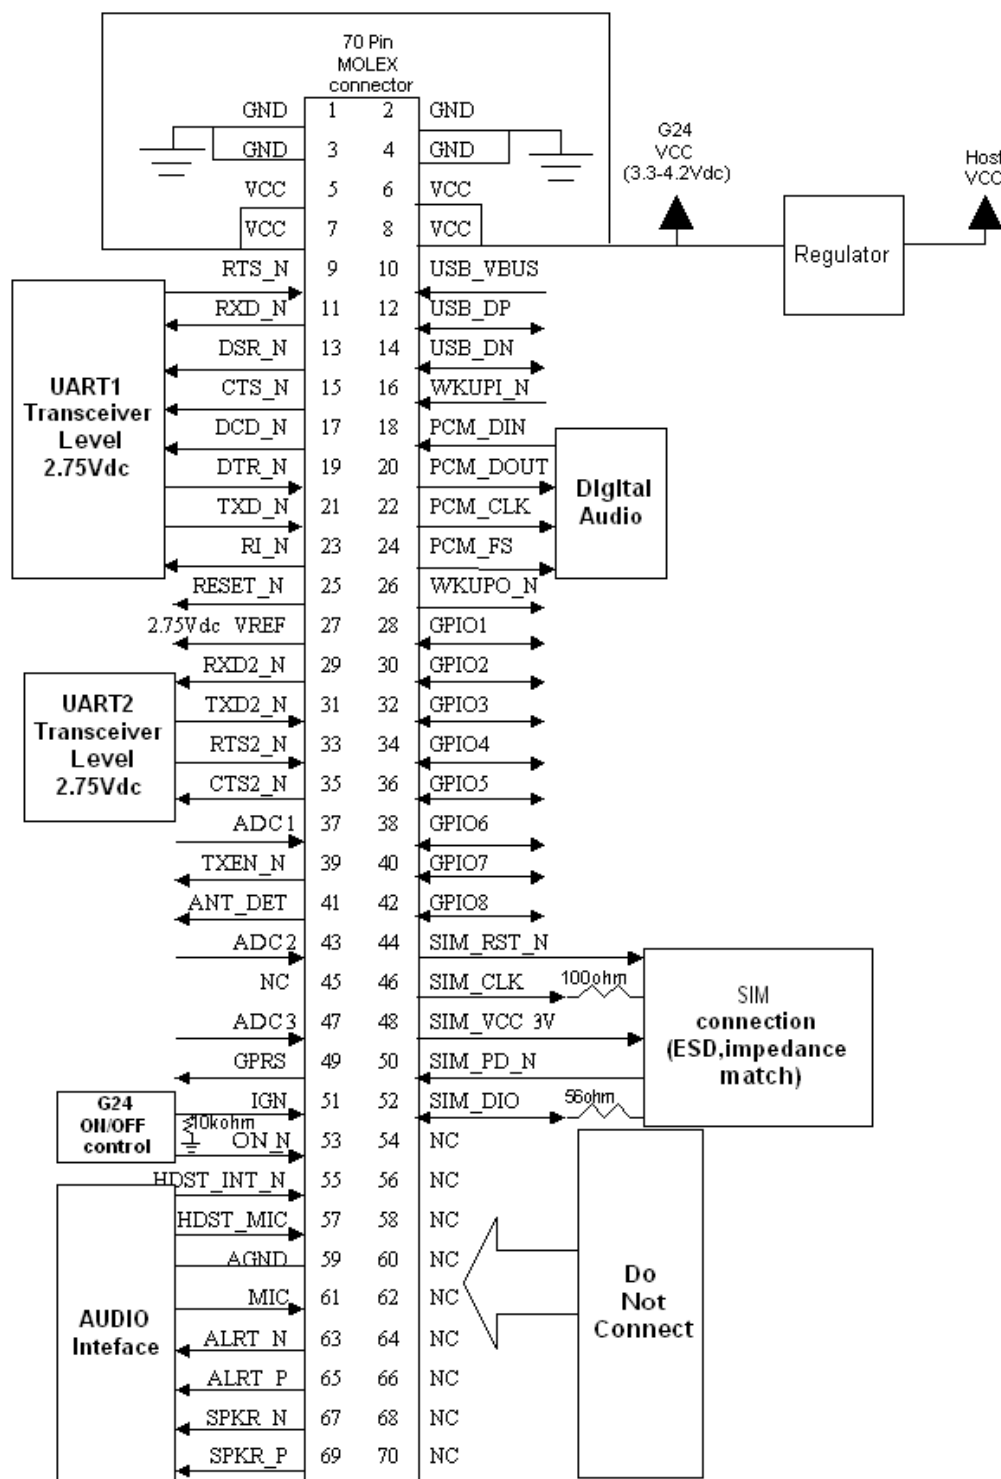 70 Pin
MOLEX
connector
GND 1 2 GND
GND 3 4 GND
VCC 5 6 VCC
VCC 7 8 VCC
G24
VCC
(3.3-4.2Vdc)
Host
VCC
Regulator
RTS_N 9 10 USB_VBUS
RXD_N 11 12 USB_DP
DSR_N 13 14 USB_DN
CTS_N 15 16 WKUPI_N
DCD_N 17 18 PCM_DIN
DTR_N 19 20 PCM_DOUT
TXD_N 21 22 PCM_CLK
RI_N 23 24 PCM_FS
UART1
Transceiver
Level
2.75Vdc
DIgItal
Audio
RESET_N 25 26 WKUPO_N
2.75Vdc VREF 27 28 GPIO1
RXD2_N 29 30 GPIO2
TXD2_N 31 32 GPIO3
RTS2_N 33 34 GPIO4
CTS2_N 35 36 GPIO5
UART2
Transceiver
Level
2.75Vdc
ADC1 37 38 GPIO6
TXEN_N 39 40 GPIO7
ANT_DET 41 42 GPIO8
ADC2 43 44 SIM_RST_N
NC 45 46 SIM_CLK 100ohm
ADC3 47 48 SIM_VCC 3V
GPRS 49 50 SIM_PD_N
IGN 51 52 SIM_DIO 56ohm
SIM
connection
(ESD,impedance
match)
G24
ON/OFF
control
10kohm
ON_N 53 54 NC
HDST_INT_N 55 56 NC
HDST_MIC 57 58 NC
AGND 59 60 NC
MIC 61 62 NC
ALRT_N 63 64 NC
ALRT_P 65 66 NC
SPKR_N 67 68 NC
SPKR_P 69 70 NC
AUDIO
Inteface
Do
Not
Connect